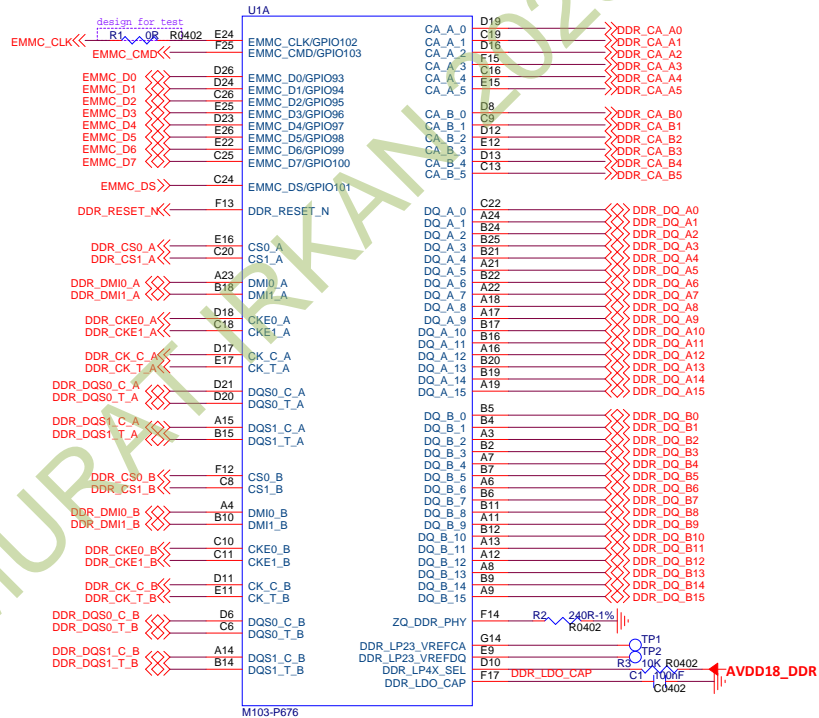 U1A
design for test
R1 0R R0402
EMMC_CLK E24 EMMC_CLK/GPIO102
EMMC_CMD F25 EMMC_CMD/GPIO103
EMMC_D0 D26 EMMC_D0/GPIO93
EMMC_D1 D24 EMMC_D1/GPIO94
EMMC_D2 C26 EMMC_D2/GPIO95
EMMC_D3 E25 EMMC_D3/GPIO96
EMMC_D4 D23 EMMC_D4/GPIO97
EMMC_D5 E26 EMMC_D5/GPIO98
EMMC_D6 E22 EMMC_D6/GPIO99
EMMC_D7 C25 EMMC_D7/GPIO100
EMMC_DS C24 EMMC_DS/GPIO101
DDR_RESET_N F13 DDR_RESET_N
DDR_CS0_A E16 CS0_A
DDR_CS1_A C20 CS1_A
DDR_DMI0_A A23 DMI0_A
DDR_DMI1_A B18 DMI1_A
DDR_CKE0_A D18 CKE0_A
DDR_CKE1_A C18 CKE1_A
DDR_CK_C_A D17 CK_C_A
DDR_CK_T_A E17 CK_T_A
DDR_DQS0_C_A D21 DQS0_C_A
DDR_DQS0_T_A D20 DQS0_T_A
DDR_DQS1_C_A A15 DQS1_C_A
DDR_DQS1_T_A B15 DQS1_T_A
DDR_CS0_B F12 CS0_B
DDR_CS1_B C8 CS1_B
DDR_DMI0_B A4 DMI0_B
DDR_DMI1_B B10 DMI1_B
DDR_CKE0_B C10 CKE0_B
DDR_CKE1_B C11 CKE1_B
DDR_CK_C_B D11 CK_C_B
DDR_CK_T_B E11 CK_T_B
DDR_DQS0_C_B D6 DQS0_C_B
DDR_DQS0_T_B C6 DQS0_T_B
DDR_DQS1_C_B A14 DQS1_C_B
DDR_DQS1_T_B B14 DQS1_T_B
CA_A_0 D19 DDR_CA_A0
CA_A_1 C19 DDR_CA_A1
CA_A_2 D16 DDR_CA_A2
CA_A_3 F15 DDR_CA_A3
CA_A_4 C16 DDR_CA_A4
CA_A_5 E15 DDR_CA_A5
CA_B_0 D8 DDR_CA_B0
CA_B_1 C9 DDR_CA_B1
CA_B_2 D12 DDR_CA_B2
CA_B_3 E12 DDR_CA_B3
CA_B_4 D13 DDR_CA_B4
CA_B_5 C13 DDR_CA_B5
DQ_A_0 C22 DDR_DQ_A0
DQ_A_1 A24 DDR_DQ_A1
DQ_A_2 B24 DDR_DQ_A2
DQ_A_3 B25 DDR_DQ_A3
DQ_A_4 B21 DDR_DQ_A4
DQ_A_5 A21 DDR_DQ_A5
DQ_A_6 B22 DDR_DQ_A6
DQ_A_7 A22 DDR_DQ_A7
DQ_A_8 A18 DDR_DQ_A8
DQ_A_9 A17 DDR_DQ_A9
DQ_A_10 B17 DDR_DQ_A10
DQ_A_11 B16 DDR_DQ_A11
DQ_A_12 A16 DDR_DQ_A12
DQ_A_13 B20 DDR_DQ_A13
DQ_A_14 B19 DDR_DQ_A14
DQ_A_15 A19 DDR_DQ_A15
DQ_B_0 B5 DDR_DQ_B0
DQ_B_1 B4 DDR_DQ_B1
DQ_B_2 A3 DDR_DQ_B2
DQ_B_3 B2 DDR_DQ_B3
DQ_B_4 A7 DDR_DQ_B4
DQ_B_5 B7 DDR_DQ_B5
DQ_B_6 A6 DDR_DQ_B6
DQ_B_7 B6 DDR_DQ_B7
DQ_B_8 B11 DDR_DQ_B8
DQ_B_9 A11 DDR_DQ_B9
DQ_B_10 B12 DDR_DQ_B10
DQ_B_11 A13 DDR_DQ_B11
DQ_B_12 A12 DDR_DQ_B12
DQ_B_13 A8 DDR_DQ_B13
DQ_B_14 B9 DDR_DQ_B14
DQ_B_15 A9 DDR_DQ_B15
ZQ_DDR_PHY F14 R2 240R-1%
R0402
DDR_LP23_VREFCA G14 TP1
DDR_LP23_VREFDQ E9 TP2
DDR_LP4X_SEL D10 R3 10K R0402 AVDD18_DDR
DDR_LDO_CAP F17 DDR_LDO_CAP C1 100nF
C0402
M103-P676
MURAT IRKAN